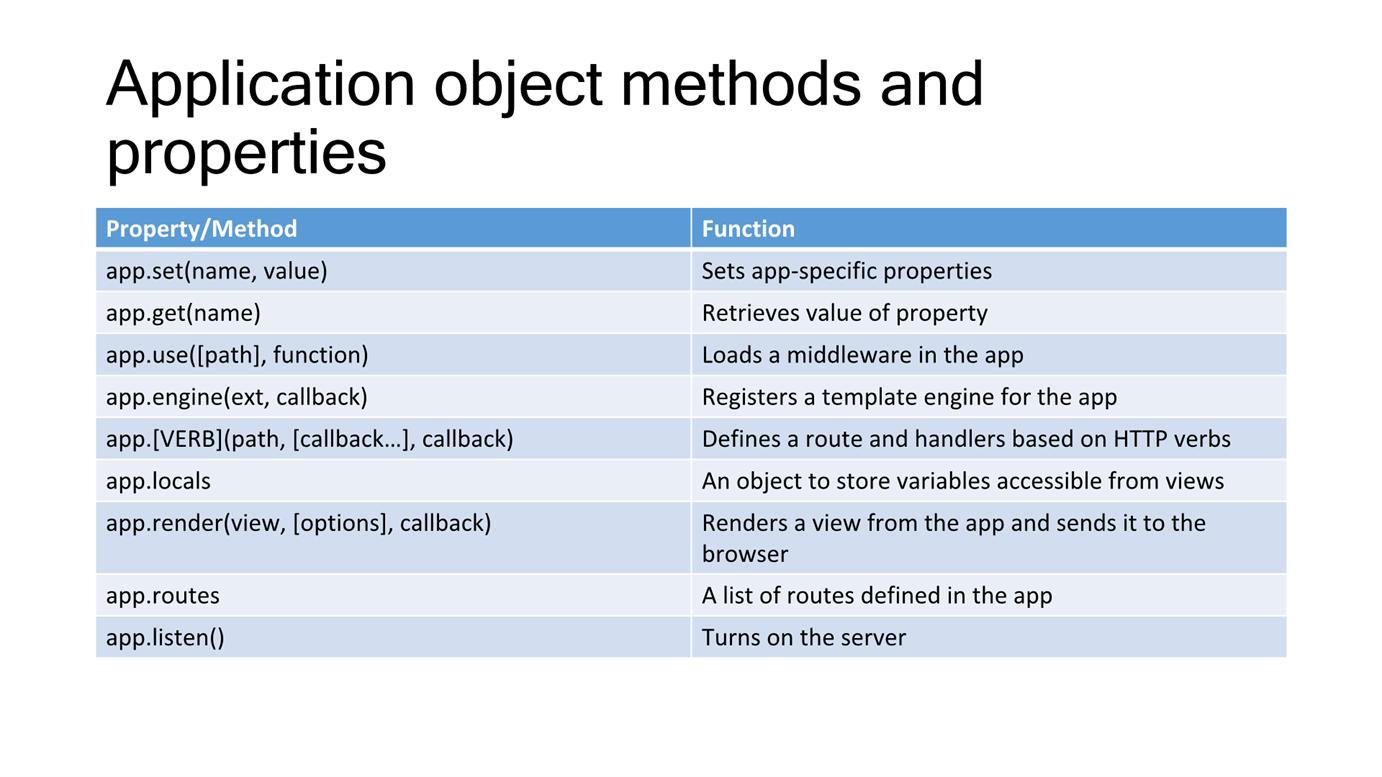 Application object methods and
properties
Property/Method Function
app.set(name, value) Sets app-specific properties
app.get(name) Retrieves value of property
app.use([path], function) Loads a middleware in the app
app.engine(ext, callback) Registers a template engine for the app
app.[VERB](path, [callback…], callback) Defines a route and handlers based on HTTP verbs
app.locals An object to store variables accessible from views
app.render(view, [options], callback) Renders a view from the app and sends it to the
browser
app.routes A list of routes defined in the app
app.listen() Turns on the server